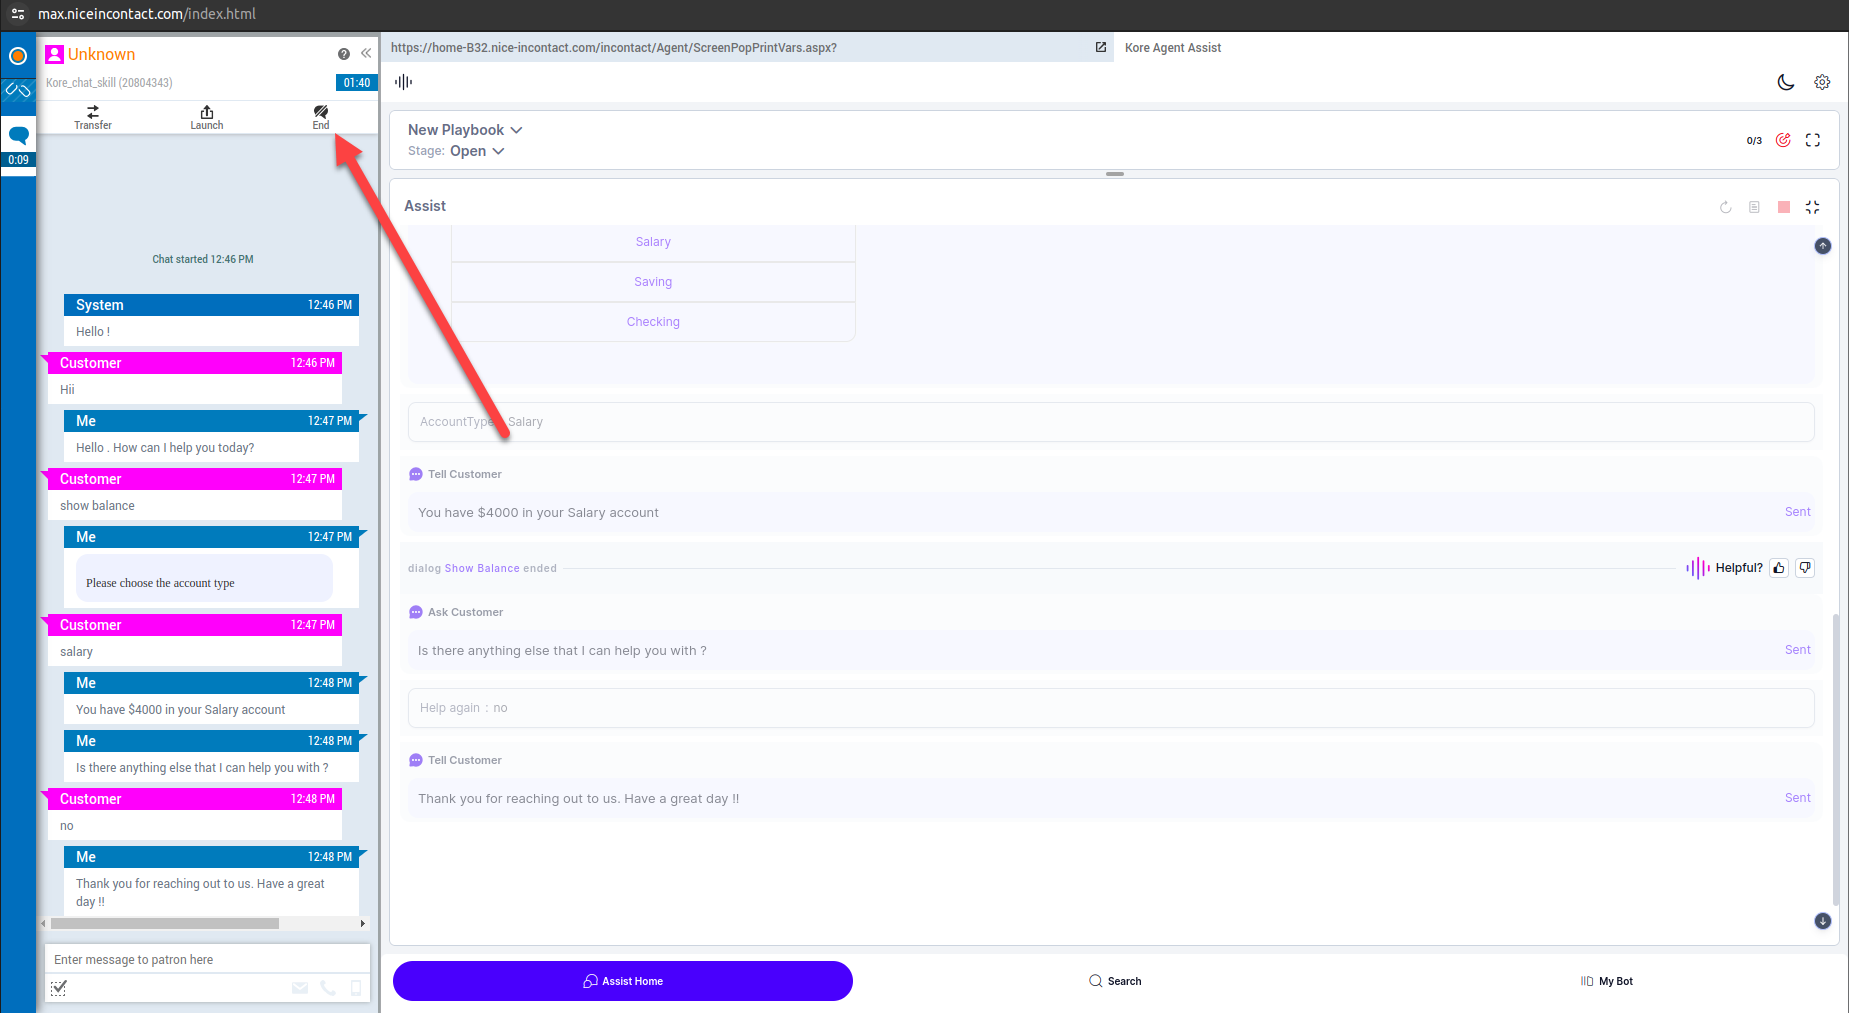 max.niceincontact.com/index.html
Unknown
Kore_chat_skill (20804343)
01:40
Transfer
Launch
End
0:09
Chat started 12:46 PM
System 12:46 PM
Hello !
Customer 12:46 PM
Hii
Me 12:47 PM
Hello . How can I help you today?
Customer 12:47 PM
show balance
Me 12:47 PM
Please choose the account type
Customer 12:47 PM
salary
Me 12:48 PM
You have $4000 in your Salary account
Me 12:48 PM
Is there anything else that I can help you with ?
Customer 12:48 PM
no
Me 12:48 PM
Thank you for reaching out to us. Have a great
day !!
Enter message to patron here
https://home-B32.nice-incontact.com/incontact/Agent/ScreenPopPrintVars.aspx?
Kore Agent Assist
New Playbook
Stage: Open
0/3
Assist
Salary
Saving
Checking
AccountType Salary
Tell Customer
You have $4000 in your Salary account Sent
dialog Show Balance ended
Helpful?
Ask Customer
Is there anything else that I can help you with ? Sent
Help again : no
Tell Customer
Thank you for reaching out to us. Have a great day !! Sent
Assist Home
Search
My Bot